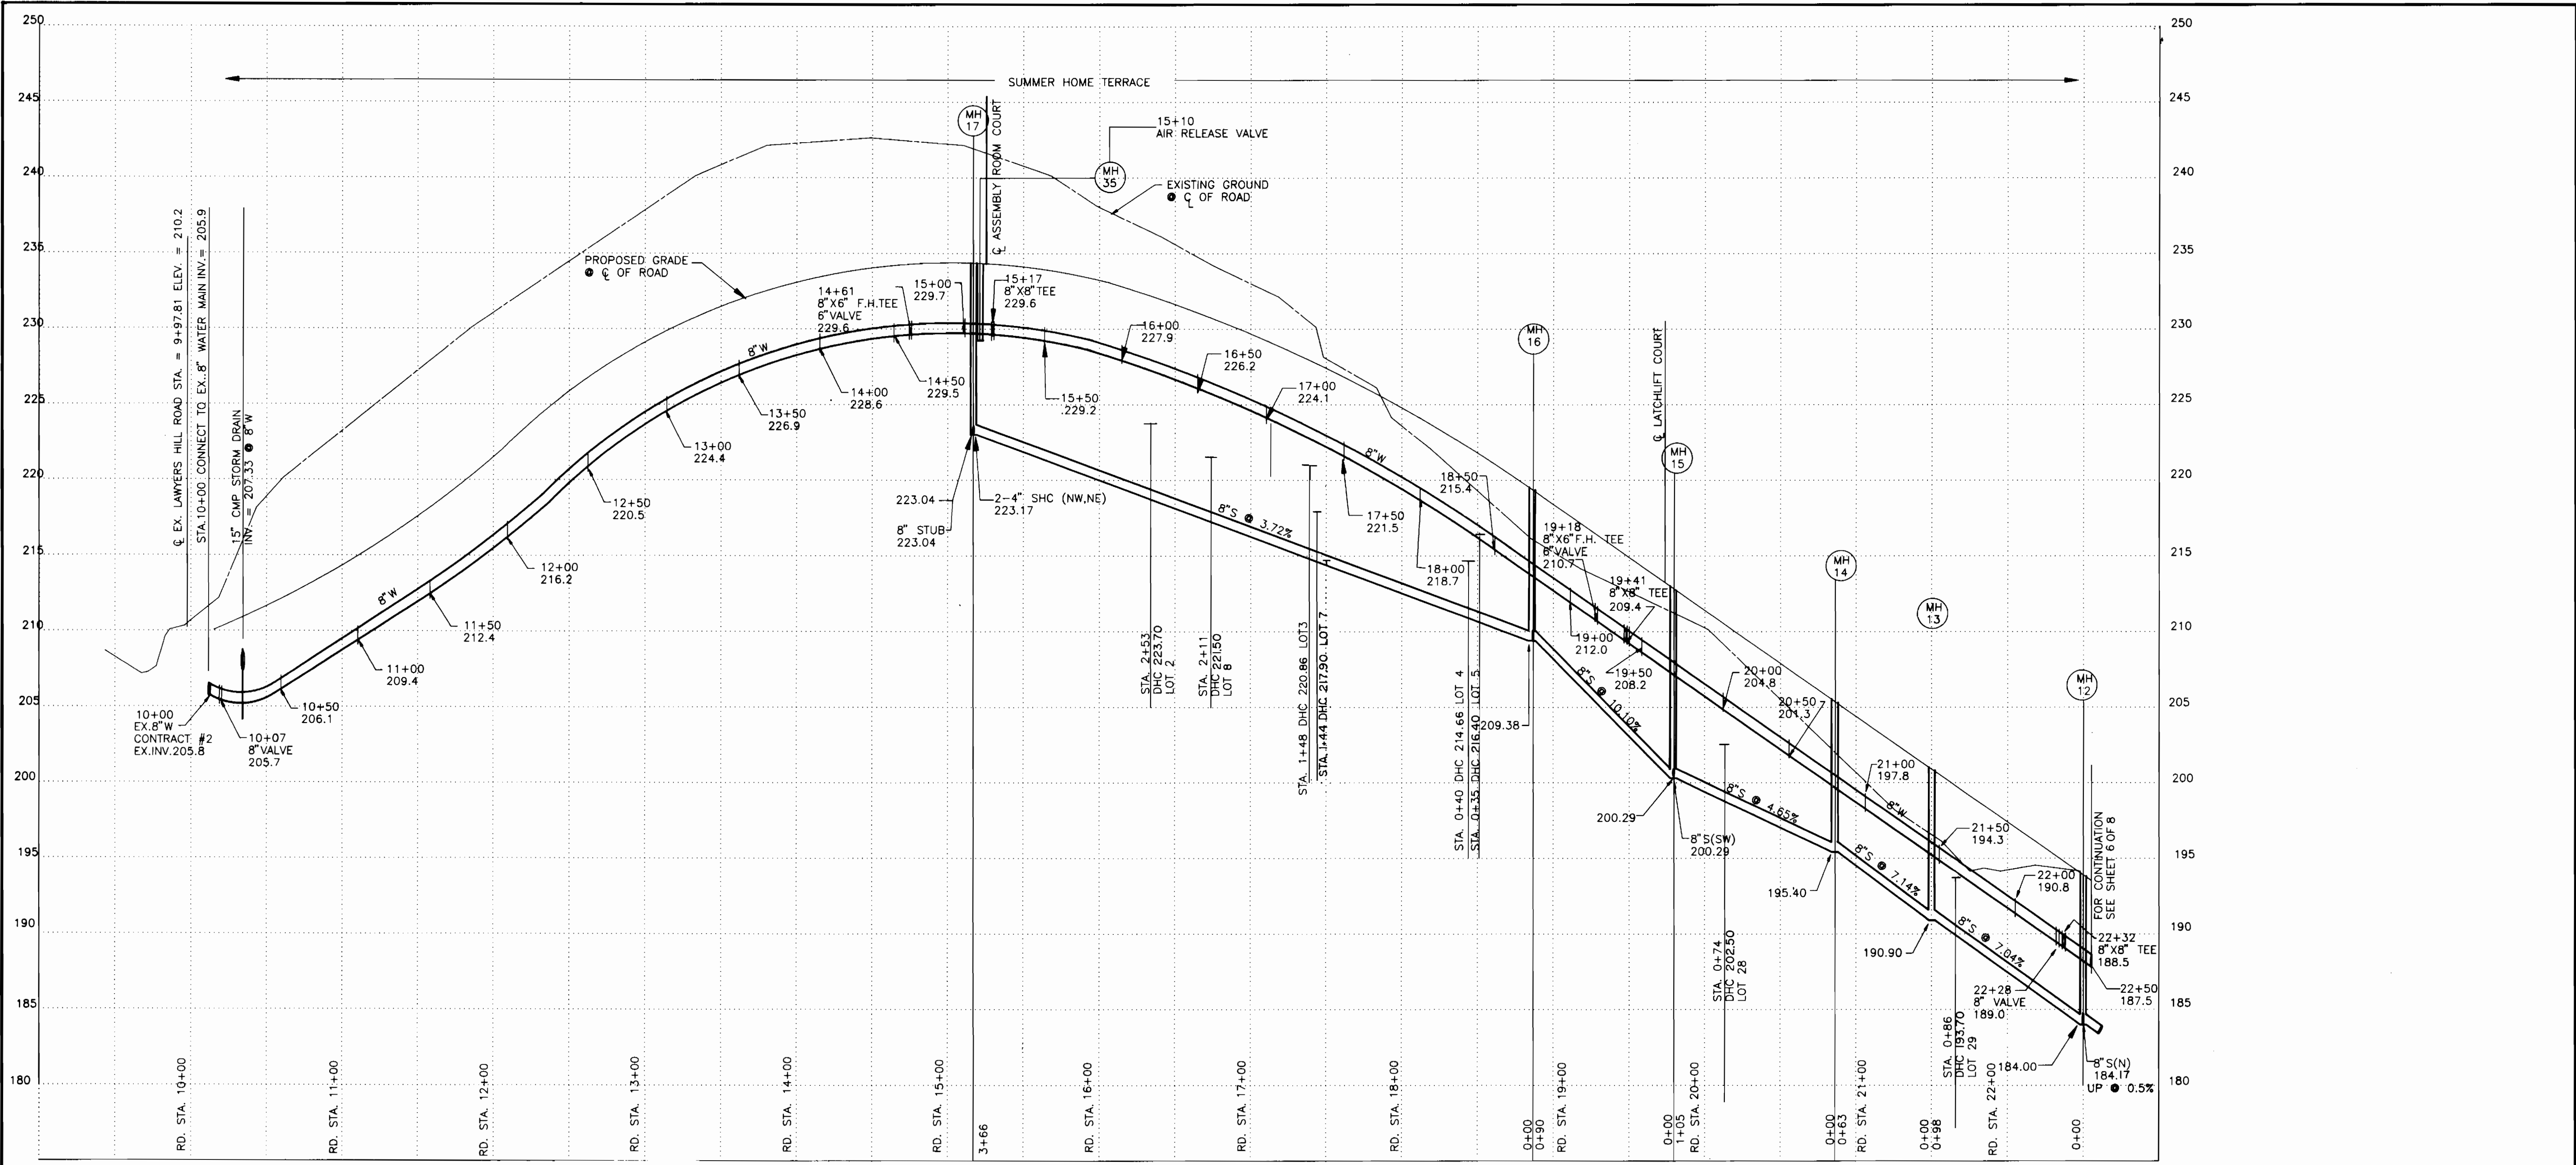 250
250
SUMMER HOME TERRACE
245
245
MH
17
15+10
AIR RELEASE VALVE
240
240
MH
35
EXISTING GROUND
@ ℄ OF ROAD
℄ ASSEMBLY ROOM COURT
℄ EX. LAWYERS HILL ROAD STA. = 9+97.81 ELEV. = 210.2
STA.10+00 CONNECT TO EX. 8" WATER MAIN INV. = 205.9
15" CMP STORM DRAIN
INV. = 207.33 @ 8"W
235
235
PROPOSED GRADE
@ ℄ OF ROAD
230
230
14+61
8"X6" F.H.TEE
6"VALVE
229.6
15+00
229.7
15+17
8"X8"TEE
229.6
16+00
227.9
16+50
226.2
17+00
224.1
8"W
14+50
229.5
14+00
228.6
13+50
226.9
13+00
224.4
12+50
220.5
12+00
216.2
15+50
229.2
225
225
MH
16
℄ LATCHLIFT COURT
MH
15
220
220
8"W
18+50
215.4
17+50
221.5
18+00
218.7
223.04
8" STUB
223.04
2-4" SHC (NW,NE)
223.17
8"S @ 3.72%
215
215
19+18
8"X6"F.H. TEE
6"VALVE
210.7
19+41
8"X8" TEE
209.4
MH
14
MH
13
8"W
11+50
212.4
11+00
209.4
10+50
206.1
210
210
19+00
212.0
19+50
208.2
20+00
204.8
20+50
201.3
MH
12
205
205
10+00
EX.8"W
CONTRACT #2
EX.INV.205.8
10+07
8"VALVE
205.7
STA. 2+53
DHC 223.70
LOT 2
STA. 2+11
DHC 221.50
LOT 8
STA. 1+48 DHC 220.86 LOT3
STA. 1+44 DHC 217.90 LOT 7
STA. 0+40 DHC 214.66 LOT 4
STA. 0+35 DHC 216.40 LOT 5
209.38
8"S @ 10.10%
200
200
200.29
8"S(SW)
200.29
8"S @ 4.65%
21+00
197.8
8"W
21+50
194.3
FOR CONTINUATION
SEE SHEET 6 OF 8
195
195
195.40
8"S @ 7.14%
22+00
190.8
190
190
190.90
8"S @ 7.04%
22+32
8"X8" TEE
188.5
STA. 0+74
DHC 202.50
LOT 28
22+28
8" VALVE
189.0
22+50
187.5
185
185
STA. 0+86
DHC 193.70
LOT 29
184.00
8"S(N)
184.17
UP @ 0.5%
180
180
RD. STA. 10+00
RD. STA. 11+00
RD. STA. 12+00
RD. STA. 13+00
RD. STA. 14+00
RD. STA. 15+00
3+66
RD. STA. 16+00
RD. STA. 17+00
RD. STA. 18+00
0+00
0+90
RD. STA. 19+00
0+00
1+05
RD. STA. 20+00
0+00
0+63
RD. STA. 21+00
0+00
0+98
RD. STA. 22+00
0+00